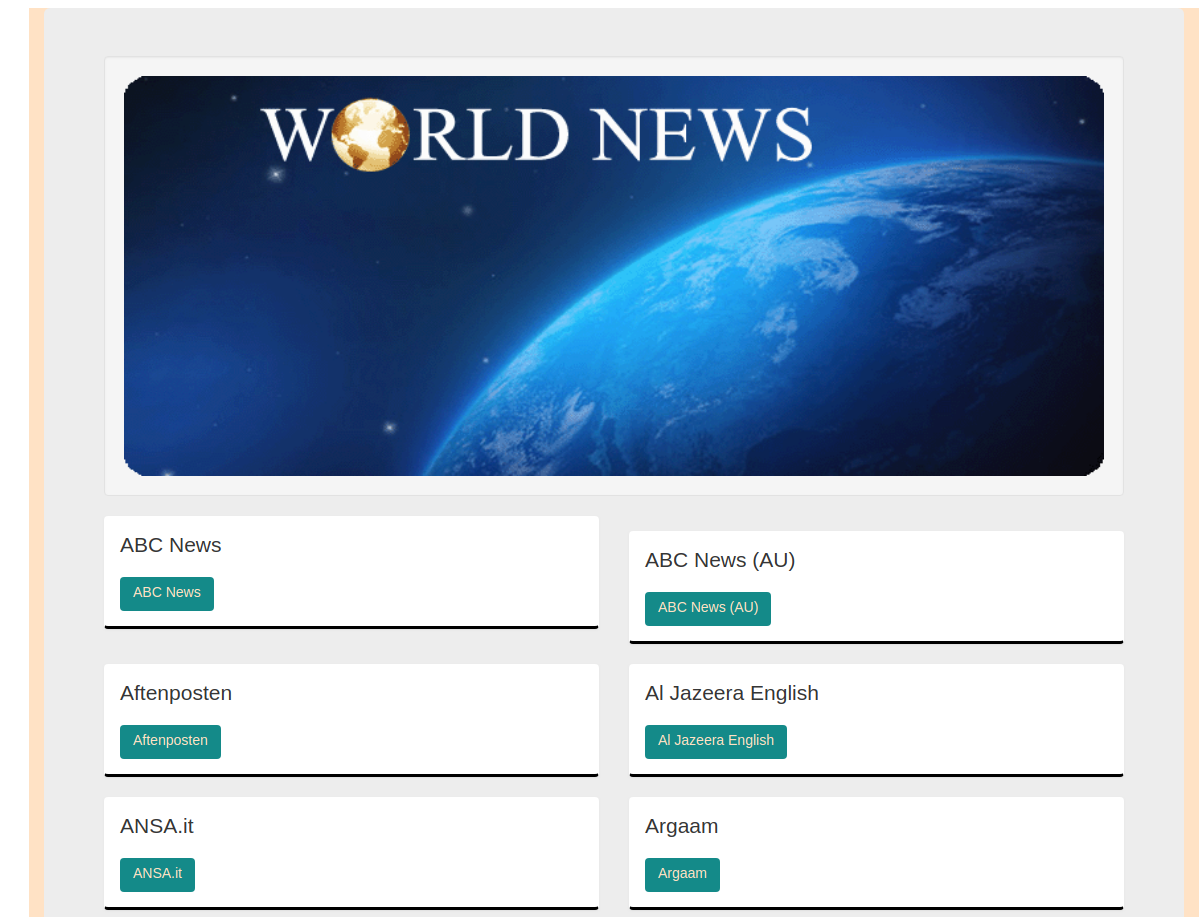 WORLD NEWS
ABC News
ABC News
ABC News (AU)
ABC News (AU)
Aftenposten
Aftenposten
Al Jazeera English
Al Jazeera English
ANSA.it
ANSA.it
Argaam
Argaam